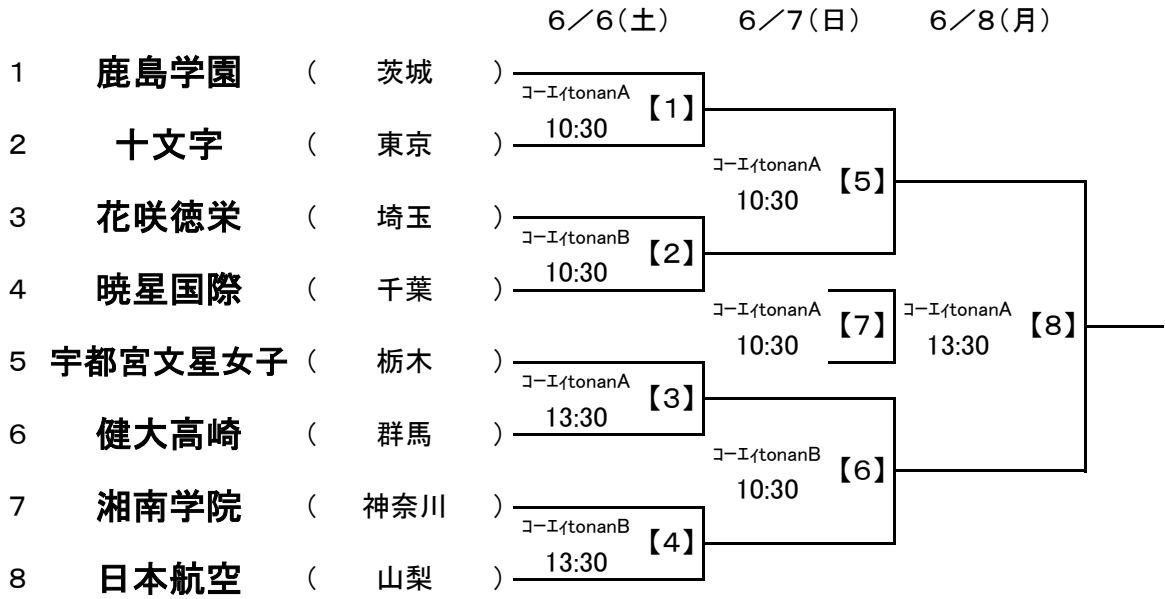 6／6(土) 6／7(日) 6／8(月)
1 鹿島学園 ( 茨城 )
ｺｰｴｨtonanA 【1】
10:30
2 十文字 ( 東京 )
ｺｰｴｨtonanA 【5】
10:30
3 花咲徳栄 ( 埼玉 )
ｺｰｴｨtonanB 【2】
10:30
4 暁星国際 ( 千葉 )
ｺｰｴｨtonanA 【7】 ｺｰｴｨtonanA 【8】
10:30 13:30
5 宇都宮文星女子 ( 栃木 )
ｺｰｴｨtonanA 【3】
13:30
6 健大高崎 ( 群馬 )
ｺｰｴｨtonanB 【6】
10:30
7 湘南学院 ( 神奈川 )
ｺｰｴｨtonanB 【4】
13:30
8 日本航空 ( 山梨 )